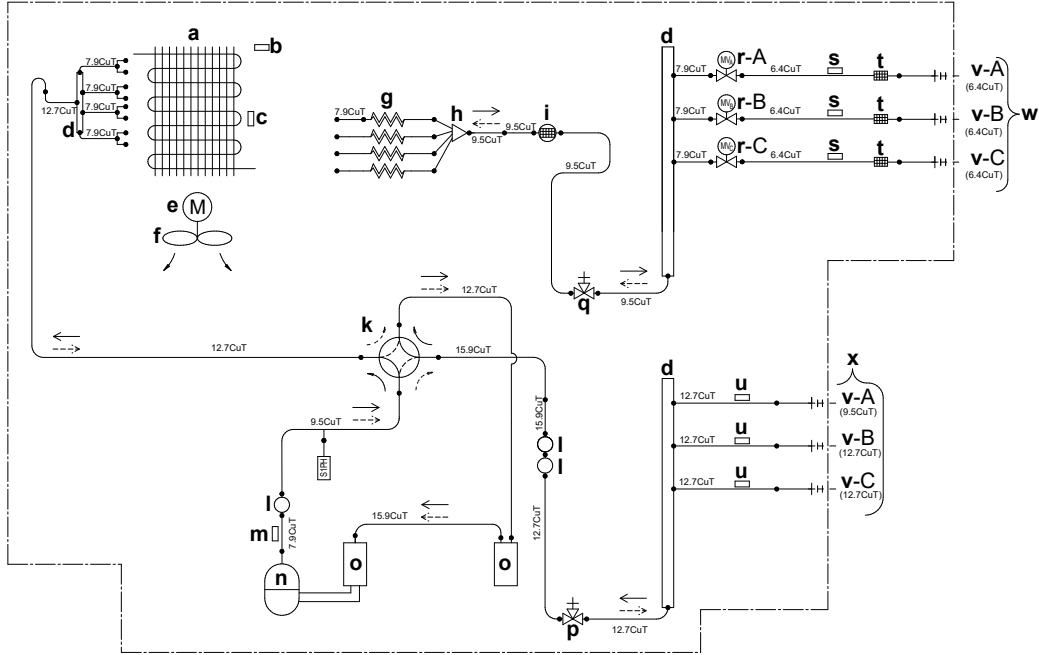 a
b
7.9CuT
12.7CuT
7.9CuT
7.9CuT
d
7.9CuT
c
e
M
f
7.9CuT
g
h
9.5CuT
9.5CuT
i
9.5CuT
q
9.5CuT
d
7.9CuT
r-A
6.4CuT
s
t
v-A
(6.4CuT)
7.9CuT
r-B
6.4CuT
s
t
v-B
(6.4CuT)
w
7.9CuT
r-C
6.4CuT
s
t
v-C
(6.4CuT)
12.7CuT
k
12.7CuT
15.9CuT
9.5CuT
S1PH
15.9CuT
l
l
l
m
7.9CuT
n
15.9CuT
o
o
12.7CuT
p
12.7CuT
d
x
12.7CuT
u
v-A
(9.5CuT)
12.7CuT
u
v-B
(12.7CuT)
12.7CuT
u
v-C
(12.7CuT)